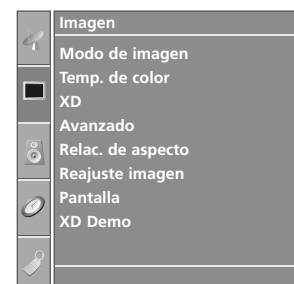 Imagen
Modo de imagen
Temp. de color
XD
Avanzado
Relac. de aspecto
Reajuste imagen
Pantalla
XD Demo